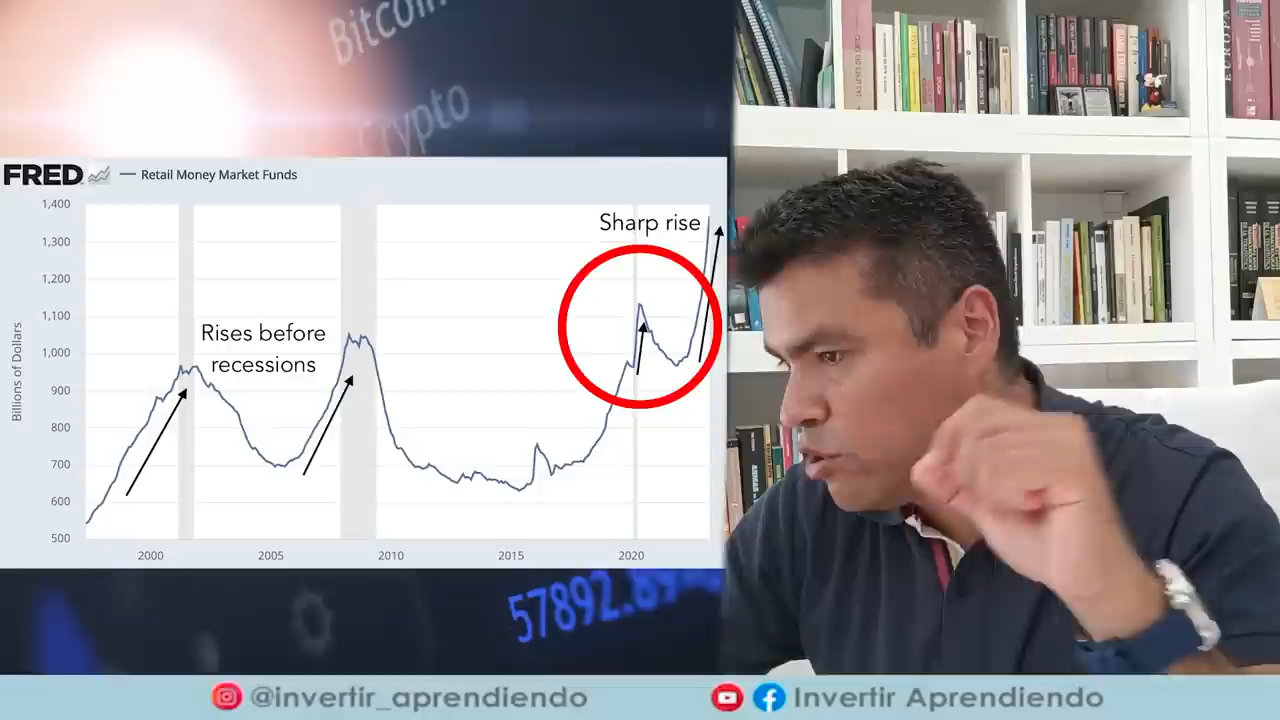 Bitcoin
Crypto
FRED
Retail Money Market Funds
1,400
1,300
1,200
1,100
1,000
900
800
700
600
500
Billions of Dollars
2000
2005
2010
2015
2020
Rises before
recessions
Sharp rise
EUROPA
@invertir_aprendiendo
Invertir Aprendiendo